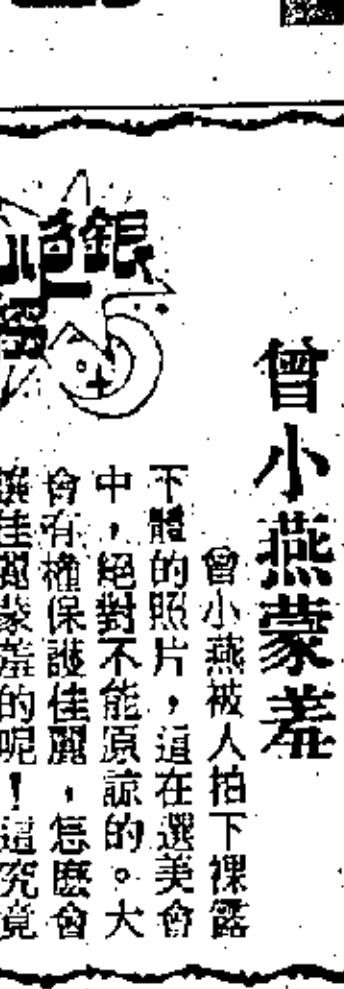 曾小燕蒙羞
曾小燕被人拍下裸露
下體的照片，這在選美會
中，絕對不能原諒的。大
會有權保護佳麗，怎麼會
讓佳麗蒙羞的呢！這究竟